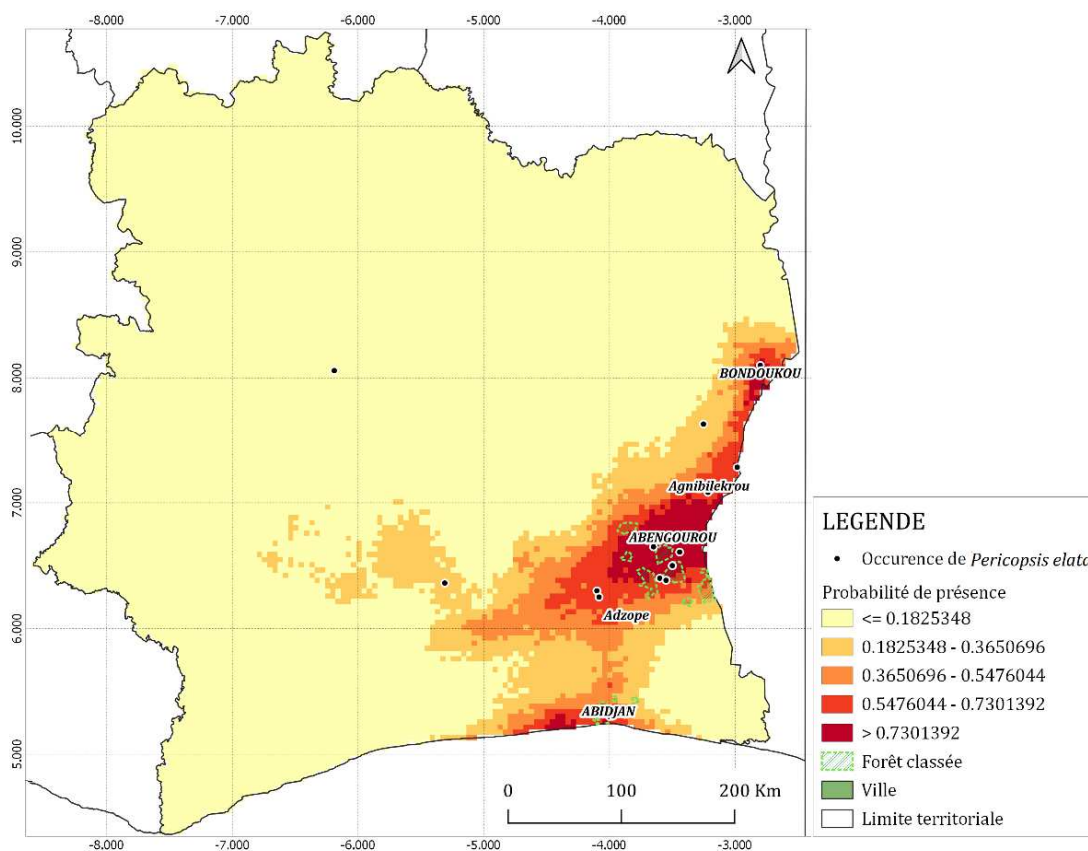 -8.000 -7.000 -6.000 -5.000 -4.000 -3.000
10.000
9.000
8.000
7.000
6.000
5.000
BONDOUKOU
Agnibilekrou
ABENGOUROU
Adzope
ABIDJAN
0 100 200 Km
-8.000 -7.000 -6.000 -5.000 -4.000 -3.000
LEGENDE
Occurence de Pericopsis elata
Probabilité de présence
<= 0.1825348
0.1825348 - 0.3650696
0.3650696 - 0.5476044
0.5476044 - 0.7301392
> 0.7301392
Forêt classée
Ville
Limite territoriale